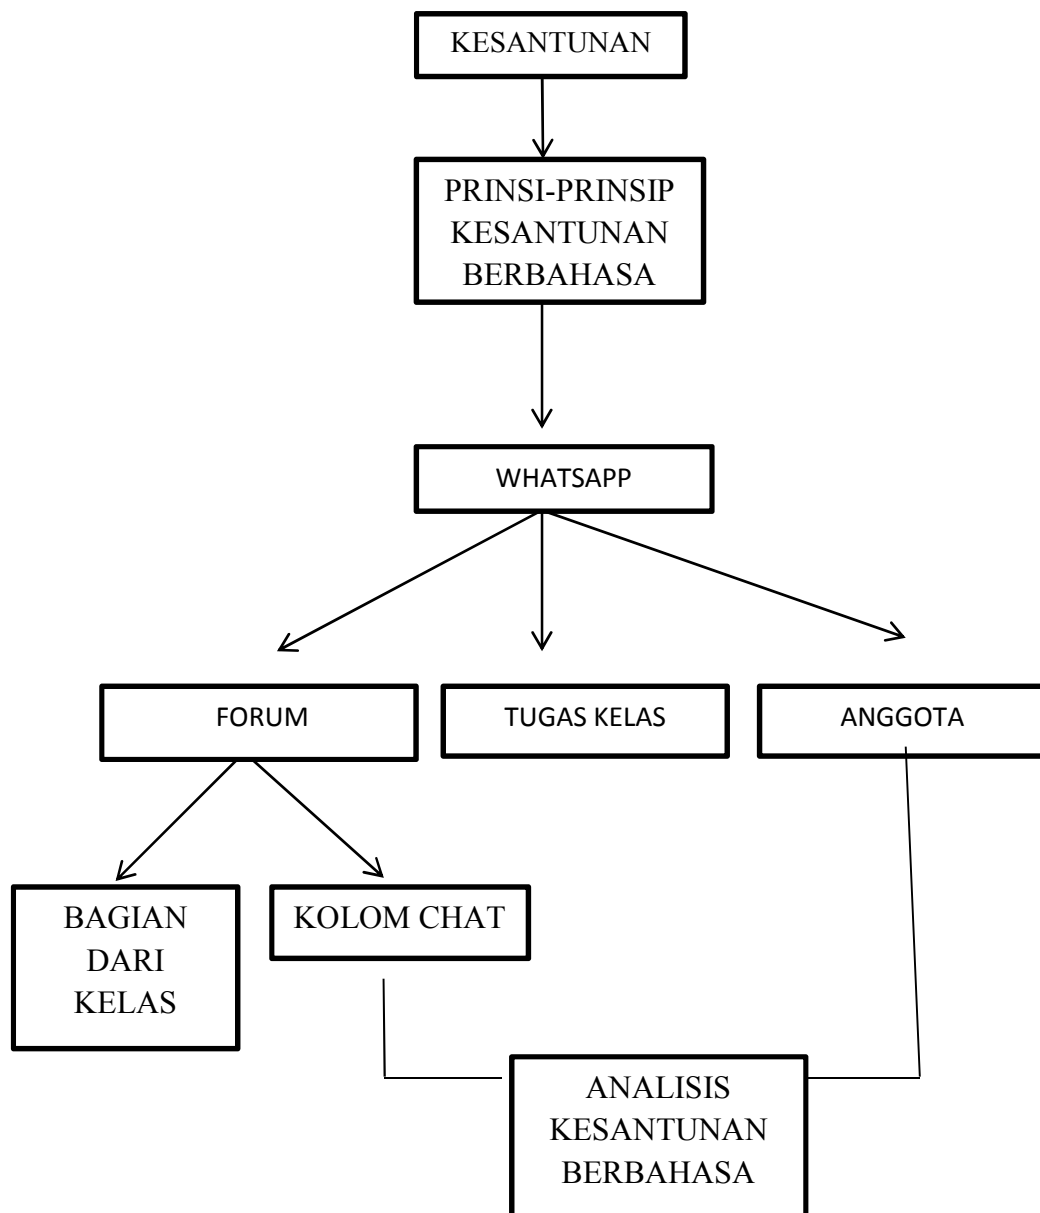 KESANTUNAN
PRINSI-PRINSIP
KESANTUNAN
BERBAHASA
WHATSAPP
FORUM
TUGAS KELAS
ANGGOTA
BAGIAN
DARI
KELAS
KOLOM CHAT
ANALISIS
KESANTUNAN
BERBAHASA